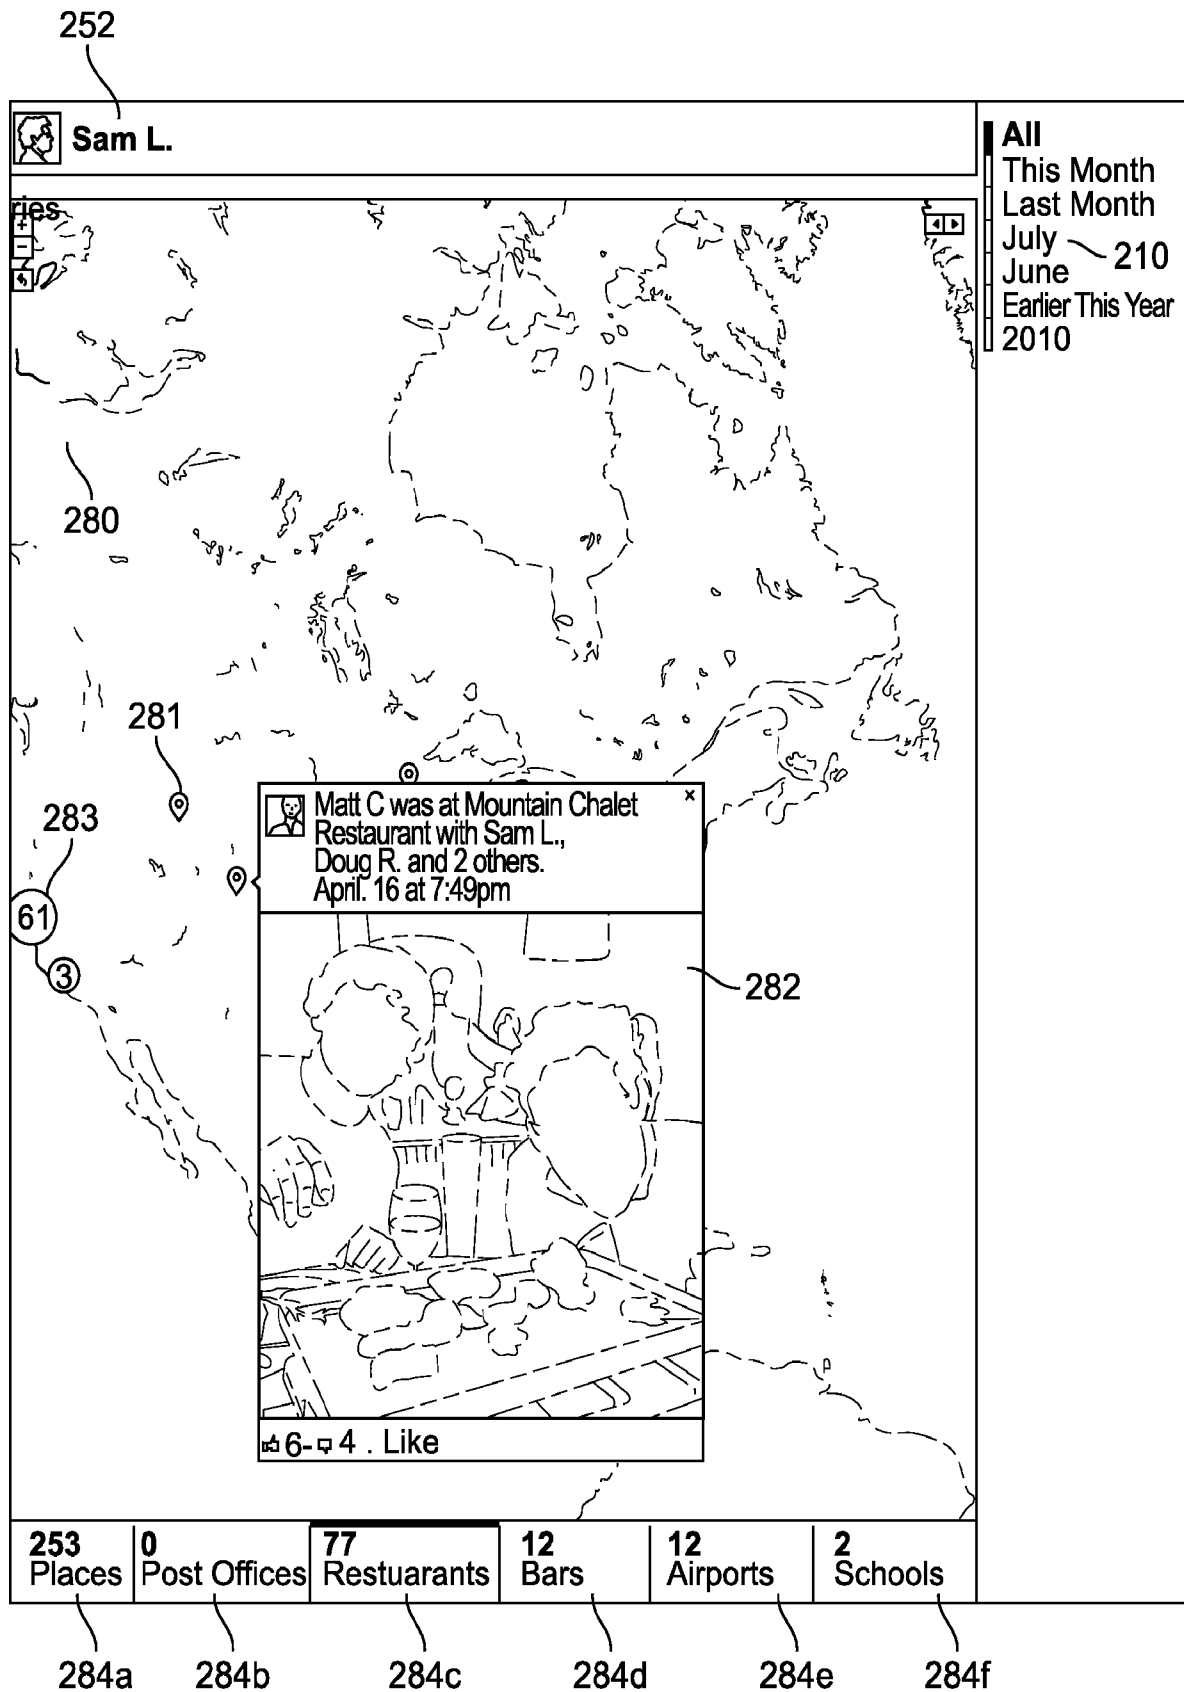 252
Sam L.
All
This Month
Last Month
July
210
June
Earlier This Year
2010
ries
+
−
280
281
283
61
3
Matt C was at Mountain Chalet
Restaurant with Sam L.,
Doug R. and 2 others.
April. 16 at 7:49pm
x
282
6-4 . Like
253
Places
0
Post Offices
77
Restuarants
12
Bars
12
Airports
2
Schools
284a
284b
284c
284d
284e
284f